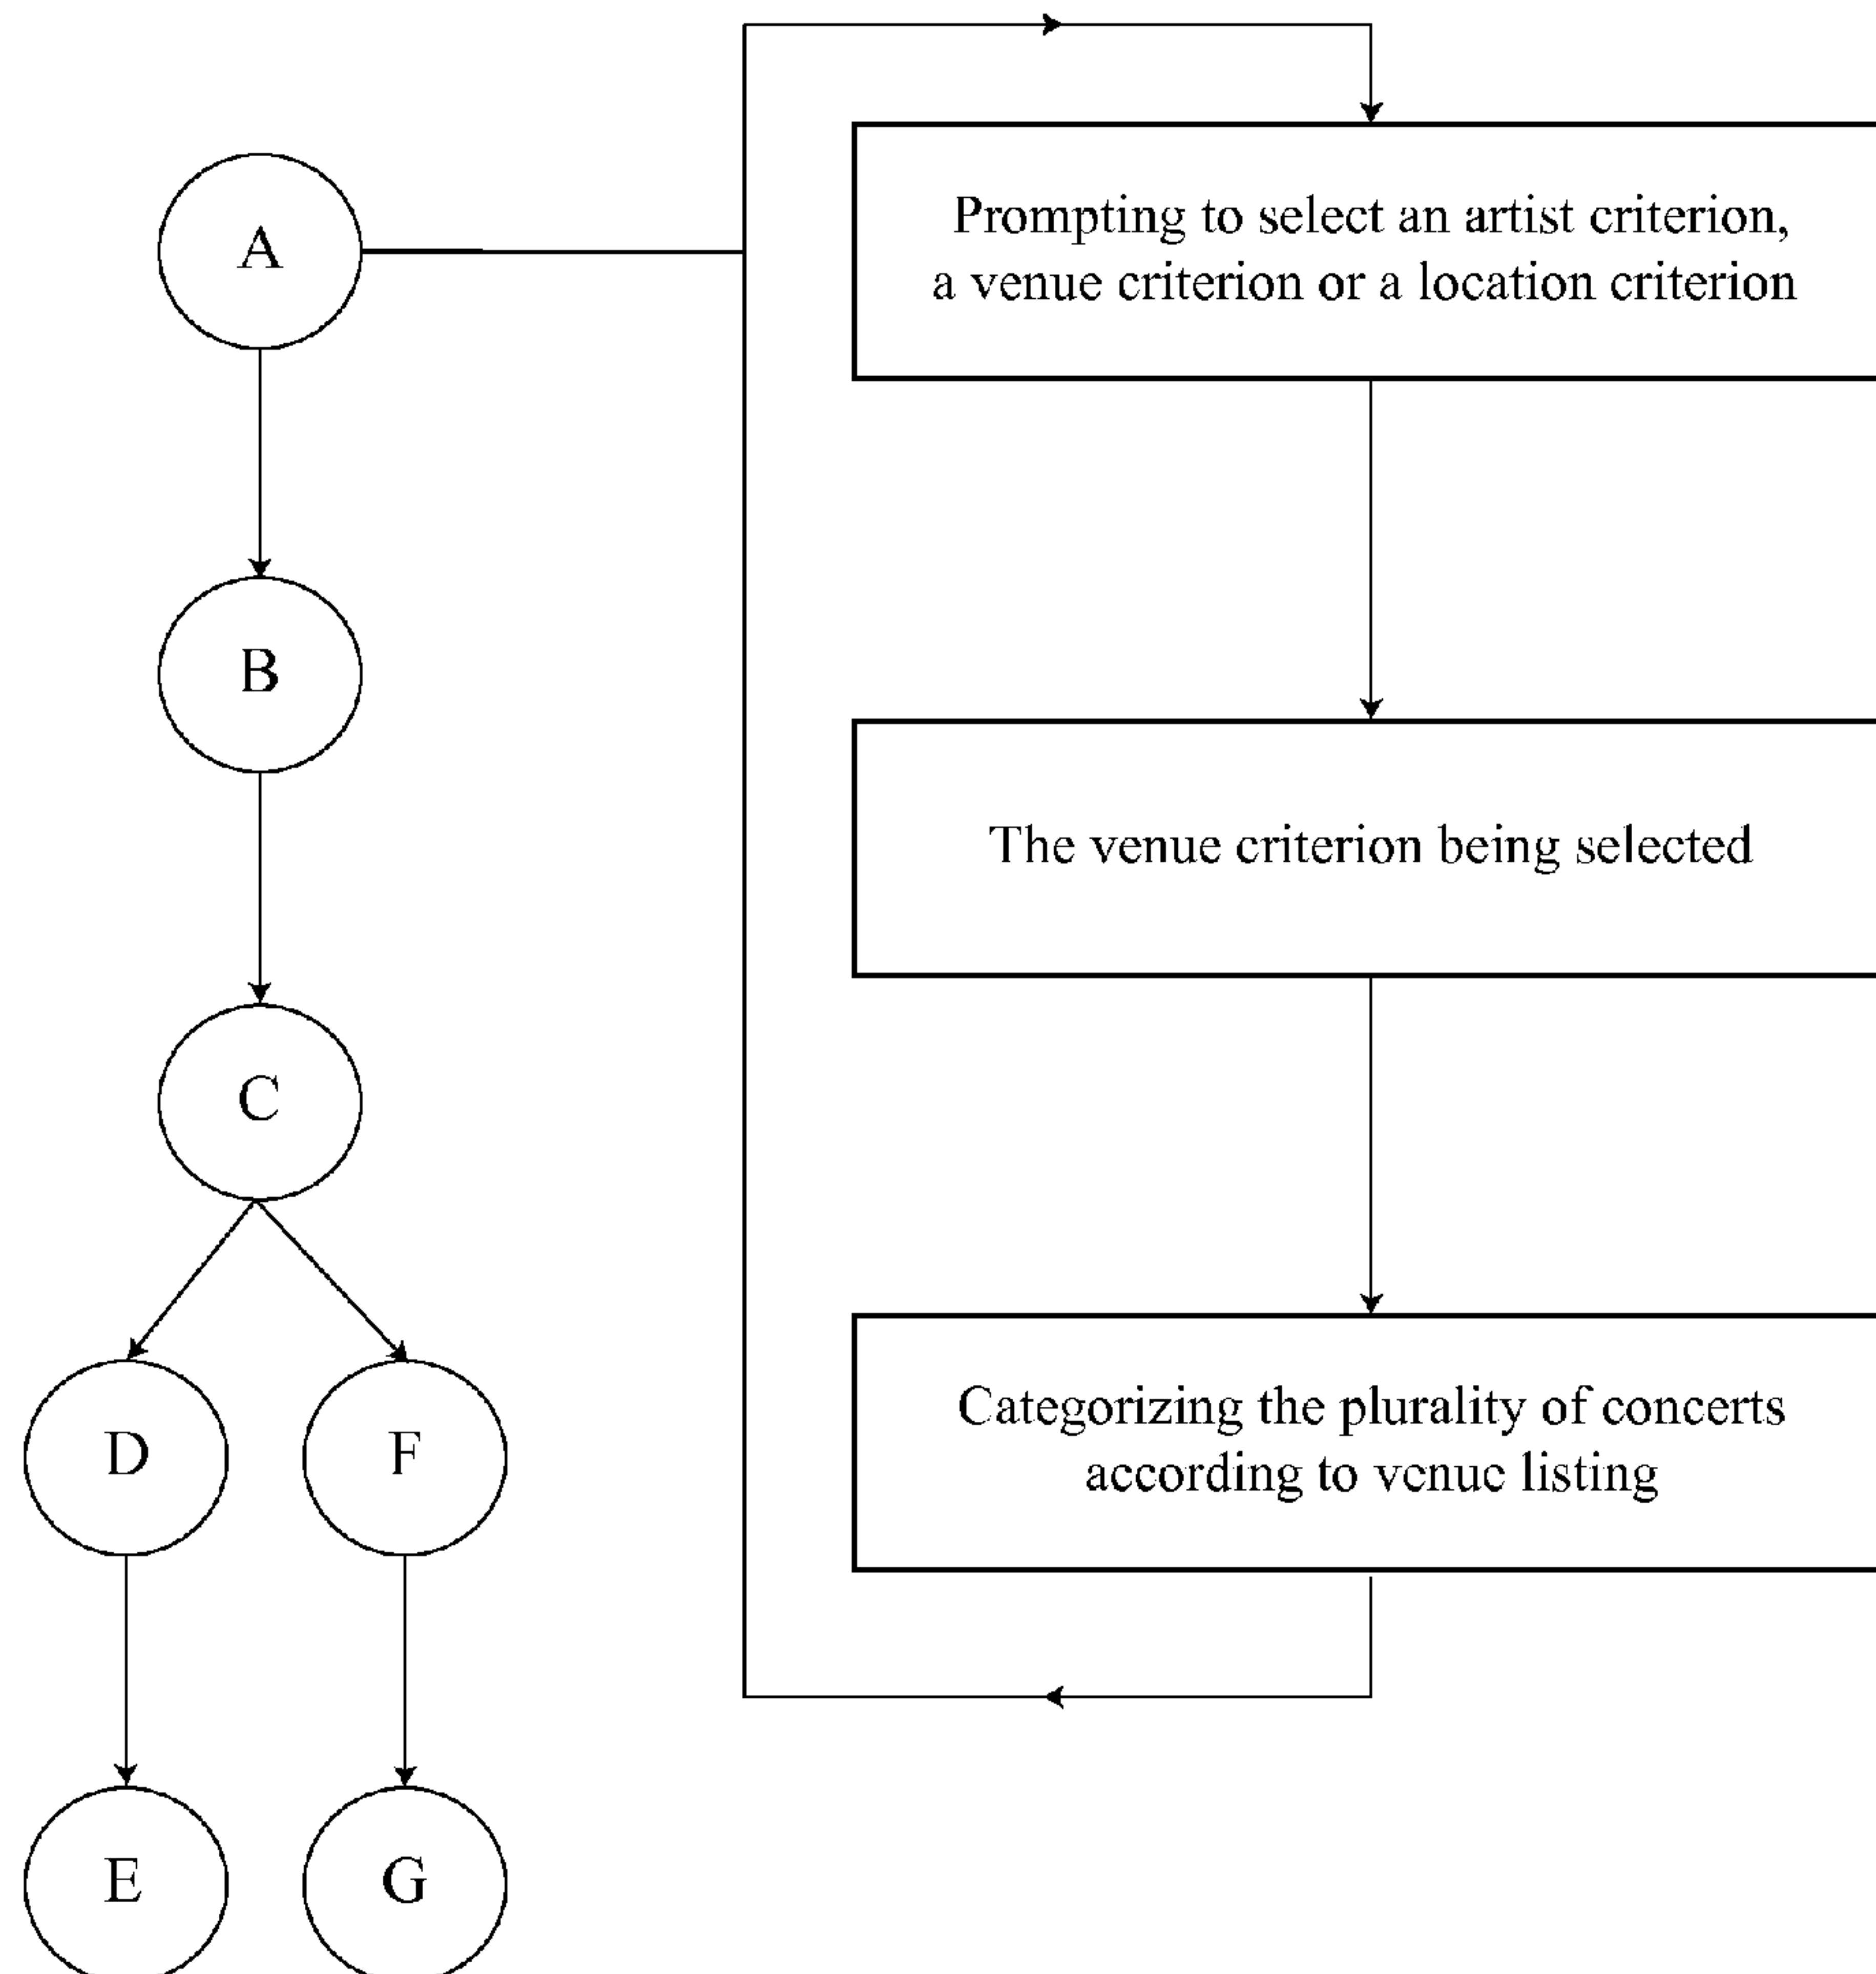 A
Prompting to select an artist criterion,
a venue criterion or a location criterion
B
The venue criterion being selected
C
Categorizing the plurality of concerts
according to venue listing
D
F
E
G